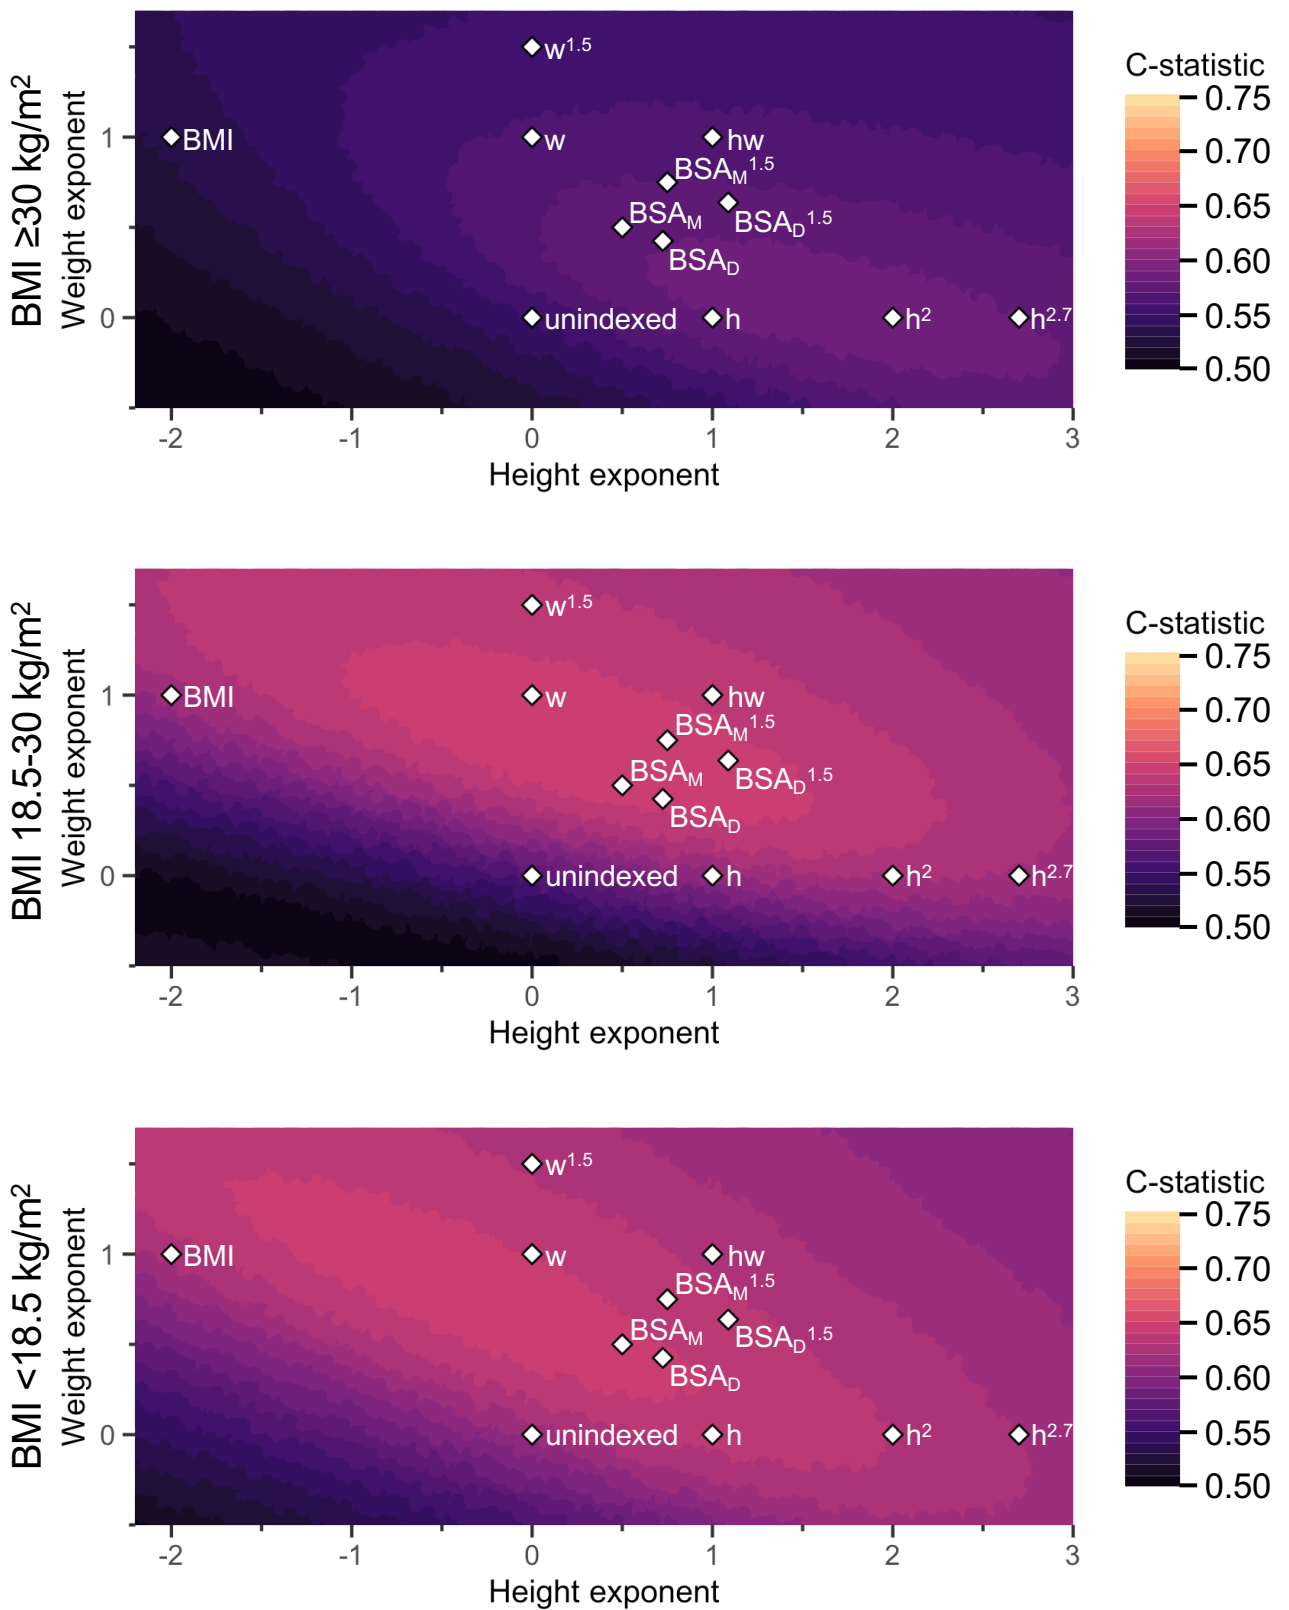 BMI ≥30 kg/m²
Weight exponent
1
0
w1.5
BMI
w
hw
BSAM1.5
BSAM
BSAD1.5
BSAD
unindexed
h
h²
h2.7
-2
-1
0
1
2
3
Height exponent
C-statistic
0.75
0.70
0.65
0.60
0.55
0.50
BMI 18.5-30 kg/m²
Weight exponent
1
0
w1.5
BMI
w
hw
BSAM1.5
BSAM
BSAD1.5
BSAD
unindexed
h
h²
h2.7
-2
-1
0
1
2
3
Height exponent
C-statistic
0.75
0.70
0.65
0.60
0.55
0.50
BMI <18.5 kg/m²
Weight exponent
1
0
w1.5
BMI
w
hw
BSAM1.5
BSAM
BSAD1.5
BSAD
unindexed
h
h²
h2.7
-2
-1
0
1
2
3
Height exponent
C-statistic
0.75
0.70
0.65
0.60
0.55
0.50